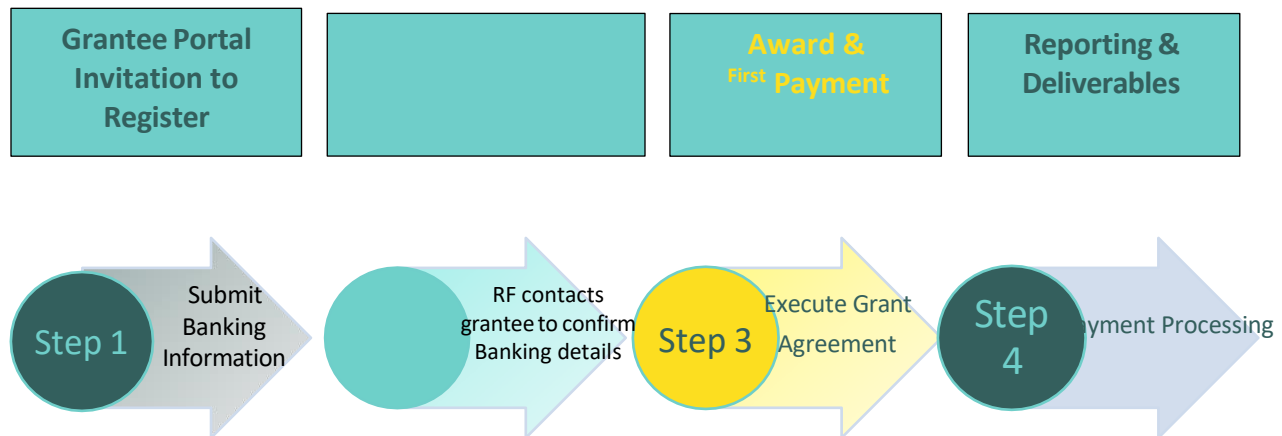 Grantee Portal
Invitation to
Register
Award &
First Payment
Reporting &
Deliverables
Step 1
Submit
Banking
Information
RF contacts
grantee to confirm
Banking details
Step 3
Execute Grant
Agreement
Step
4
ayment Processing